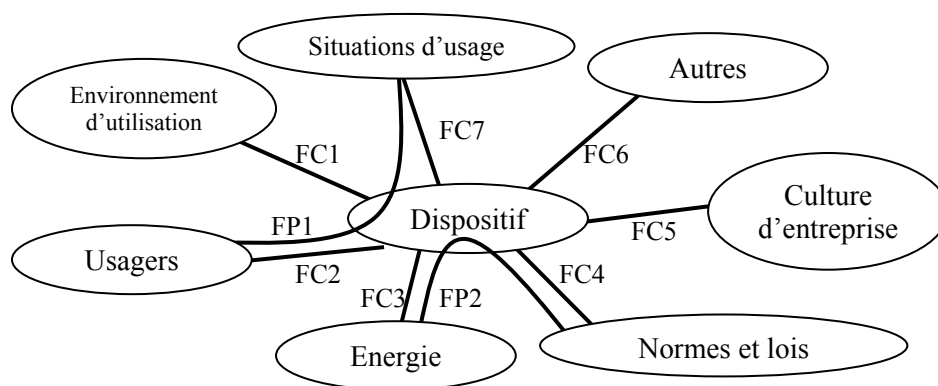 Situations d’usage
Autres
Environnement
d’utilisation
FC7
FC1
FC6
Culture
d’entreprise
Dispositif
FP1
FC5
Usagers
FC2
FC4
FC3
FP2
Energie
Normes et lois